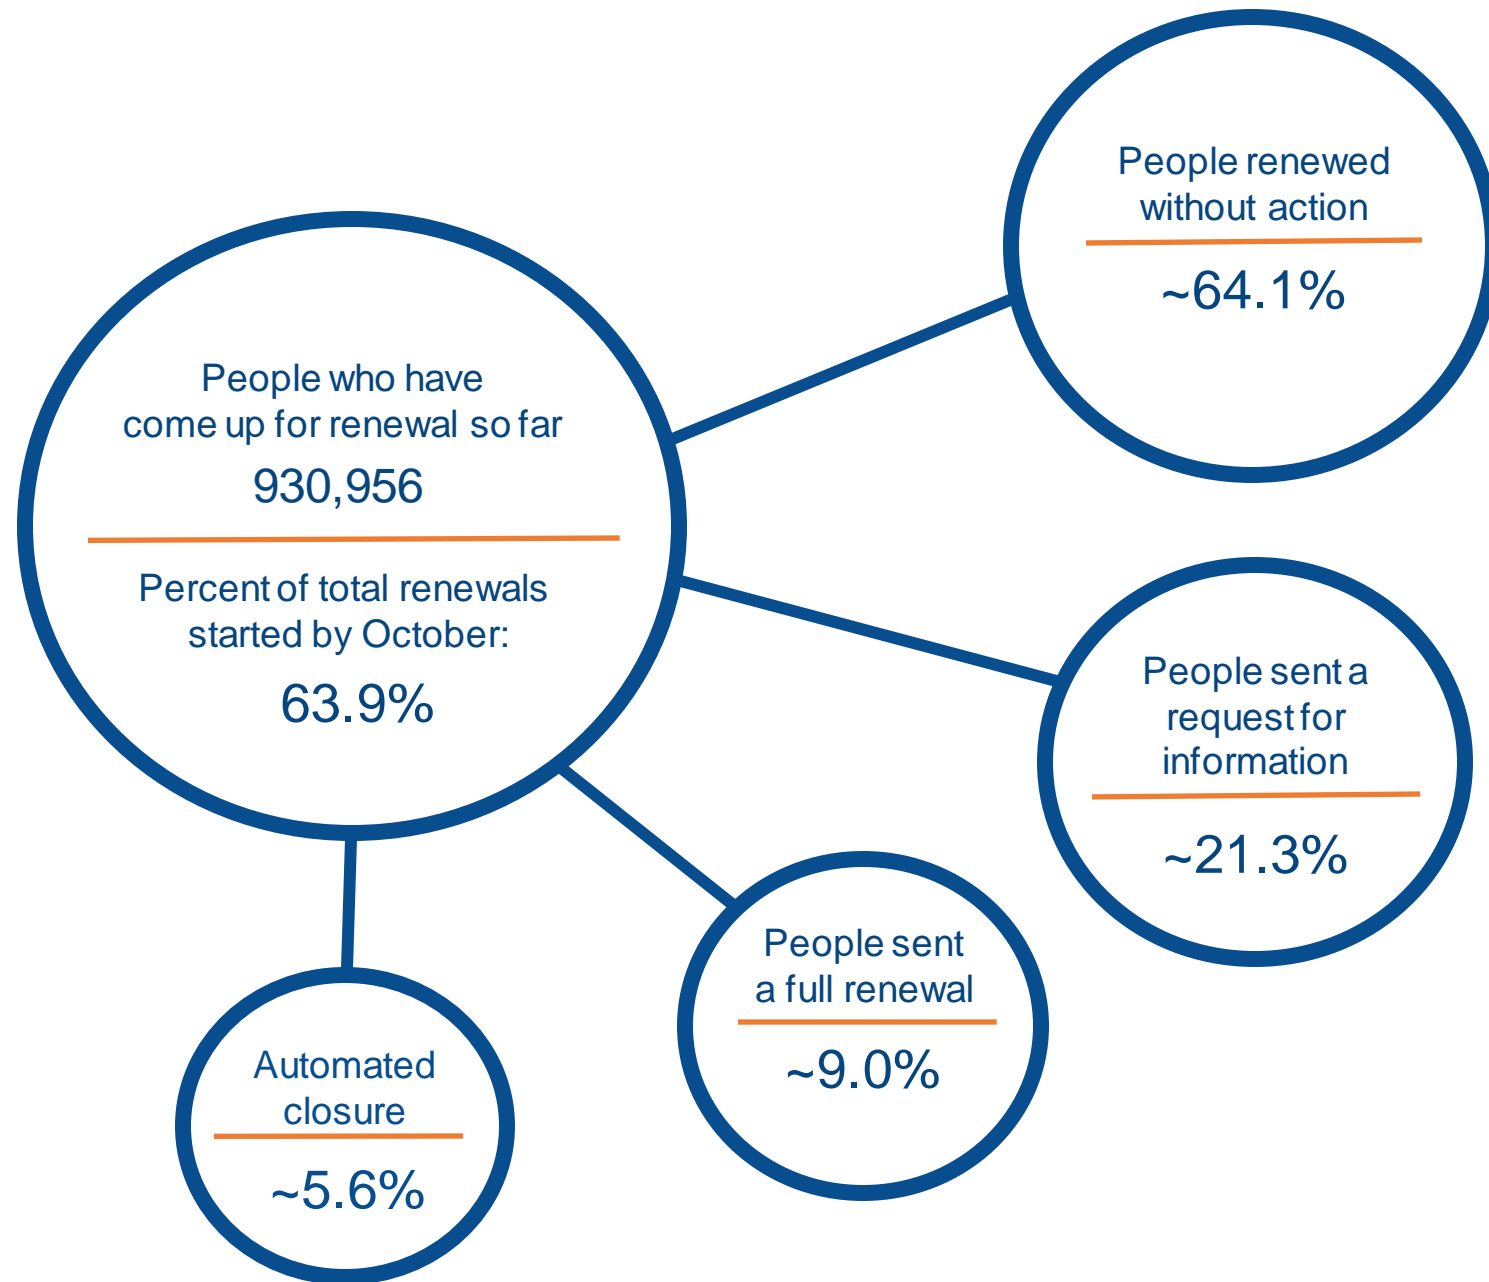 People who have
come up for renewal so far
930,956
Percent of total renewals
started by October:
63.9%
People renewed
without action
~64.1%
People sent a
request for
information
~21.3%
People sent
a full renewal
~9.0%
Automated
closure
~5.6%